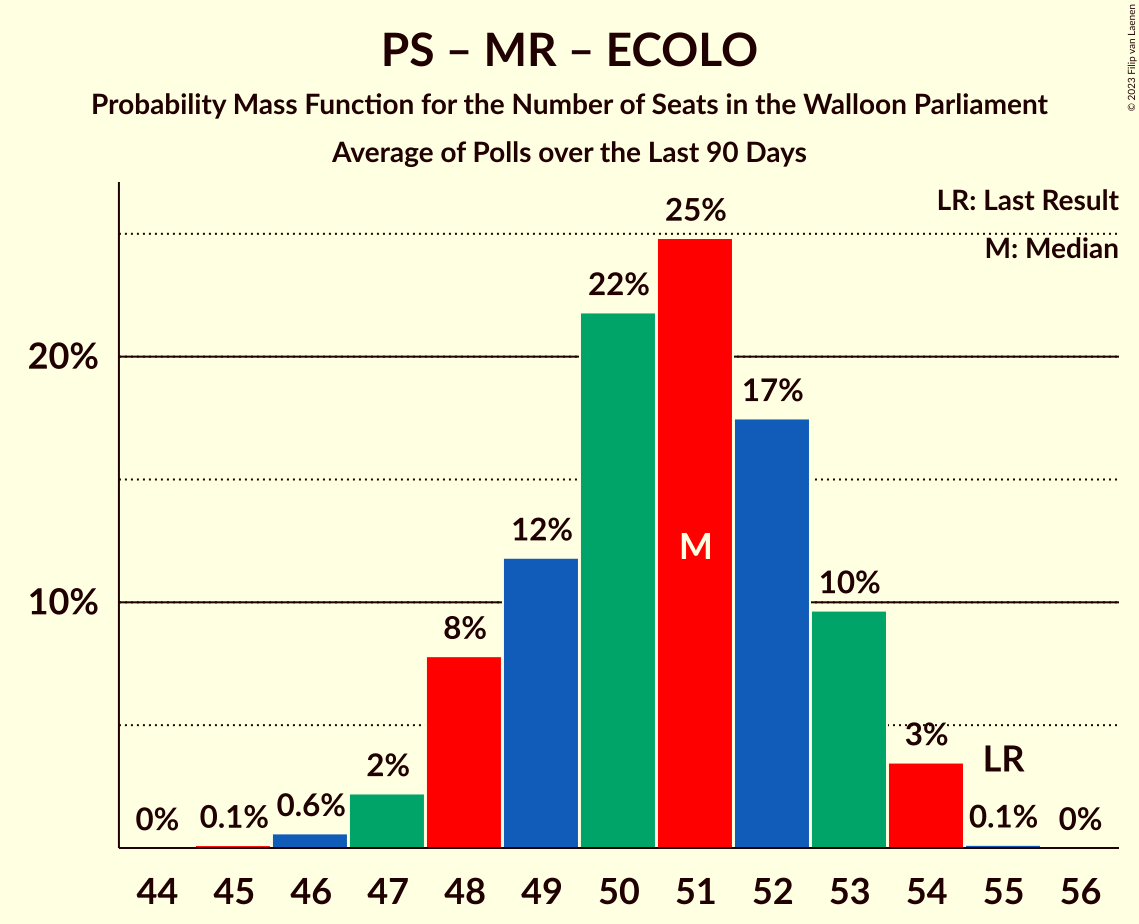 PS – MR – ECOLO
Probability Mass Function for the Number of Seats in the Walloon Parliament
Average of Polls over the Last 90 Days
© 2023 Filip van Laenen
LR: Last Result
M: Median
20%
10%
0%
0.1%
0.6%
2%
8%
12%
22%
25%
17%
10%
3%
0.1%
0%
M
LR
44 45 46 47 48 49 50 51 52 53 54 55 56